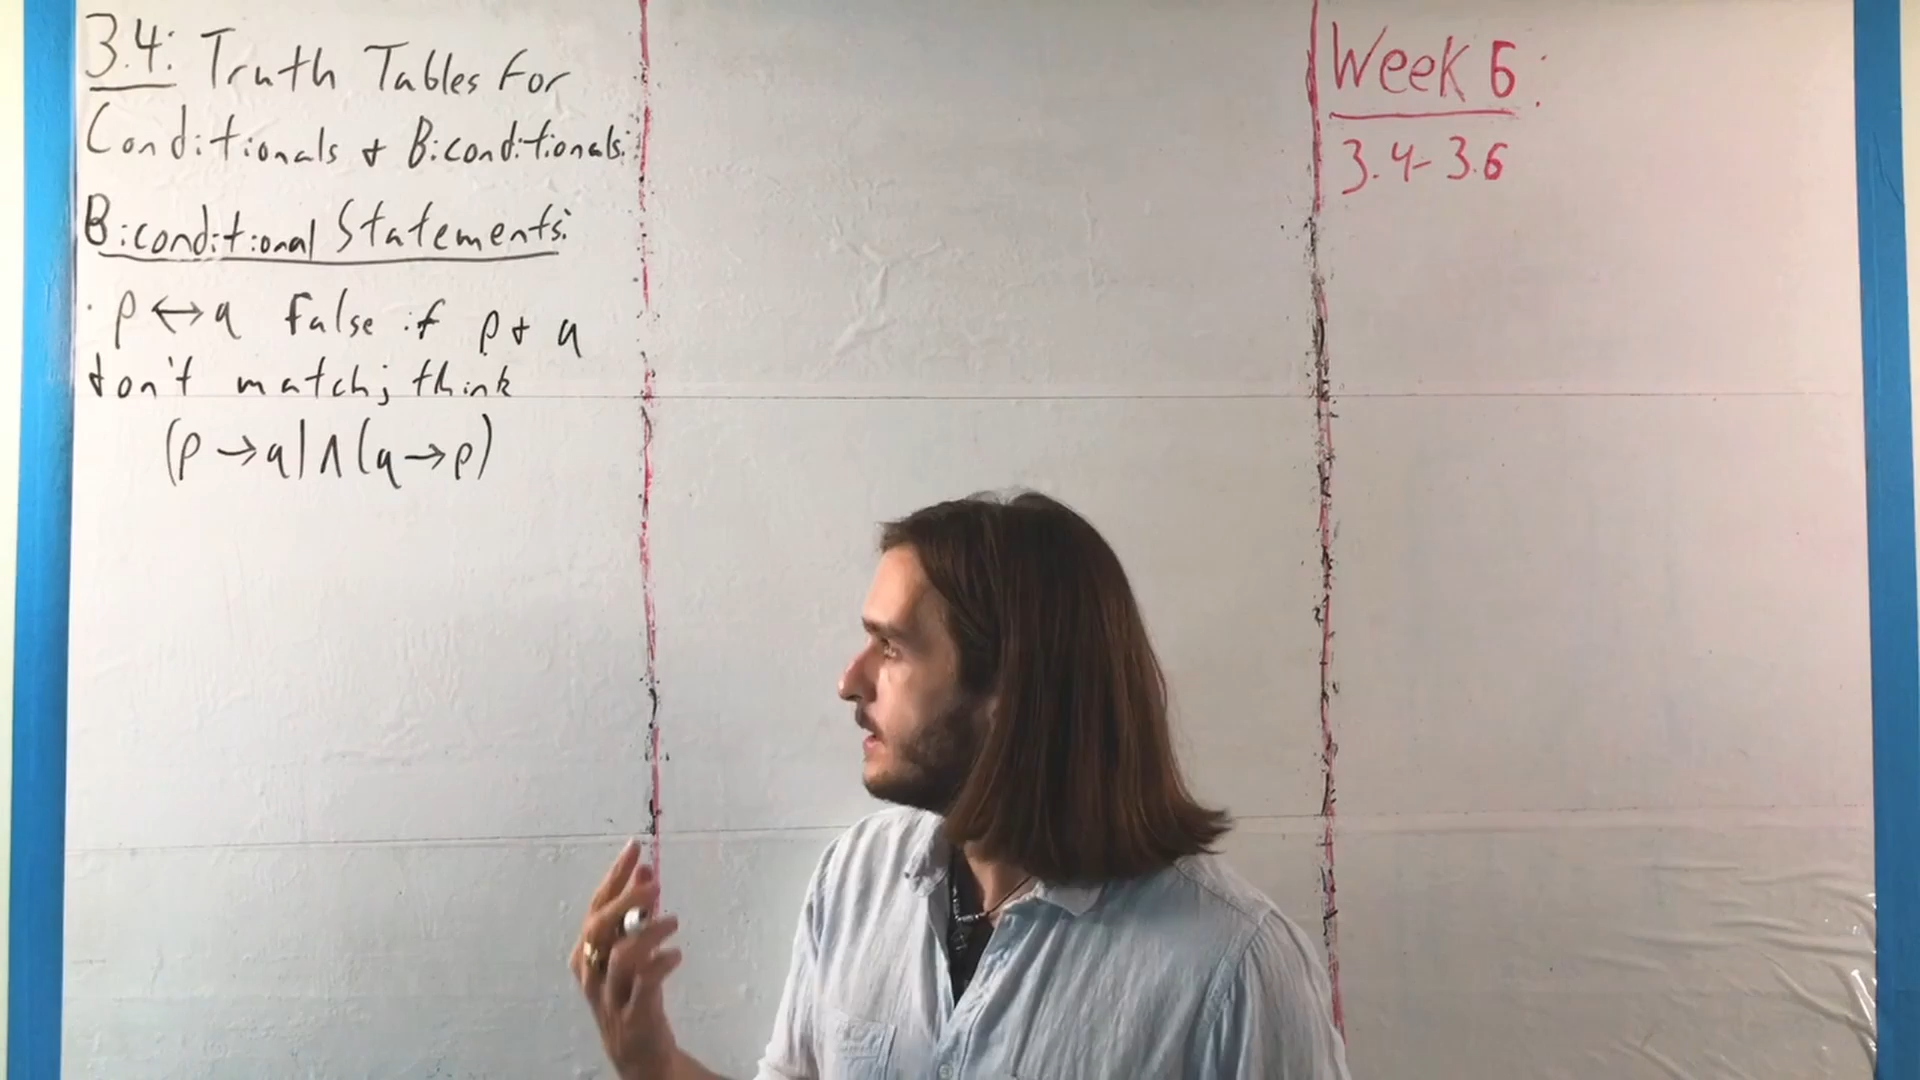 3.4: Truth Tables For
Conditionals & Biconditionals:
Biconditional Statements:
· p ↔ q false if p & q
don't match; think
(p → q) ∧ (q → p)
Week 6:
3.4-3.6